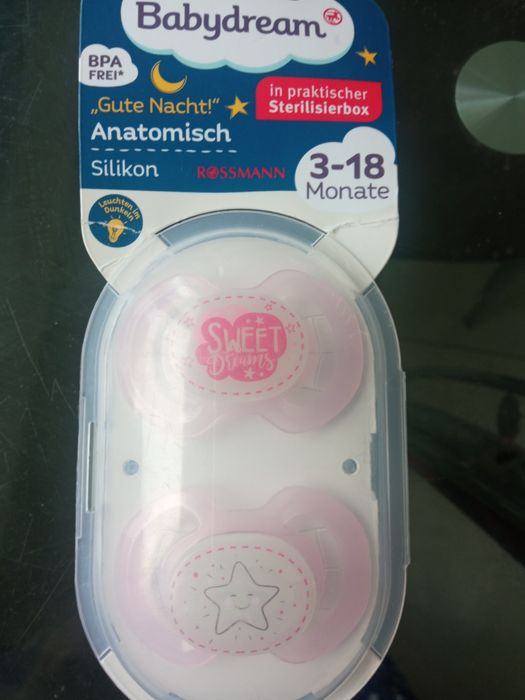 Babydream
BPA
FREI*
„Gute Nacht!"
Anatomisch
Silikon
in praktischer
Sterilisierbox
ROSSMANN
3-18
Monate
Leuchten im
Dunkeln
SWEET
Dreams